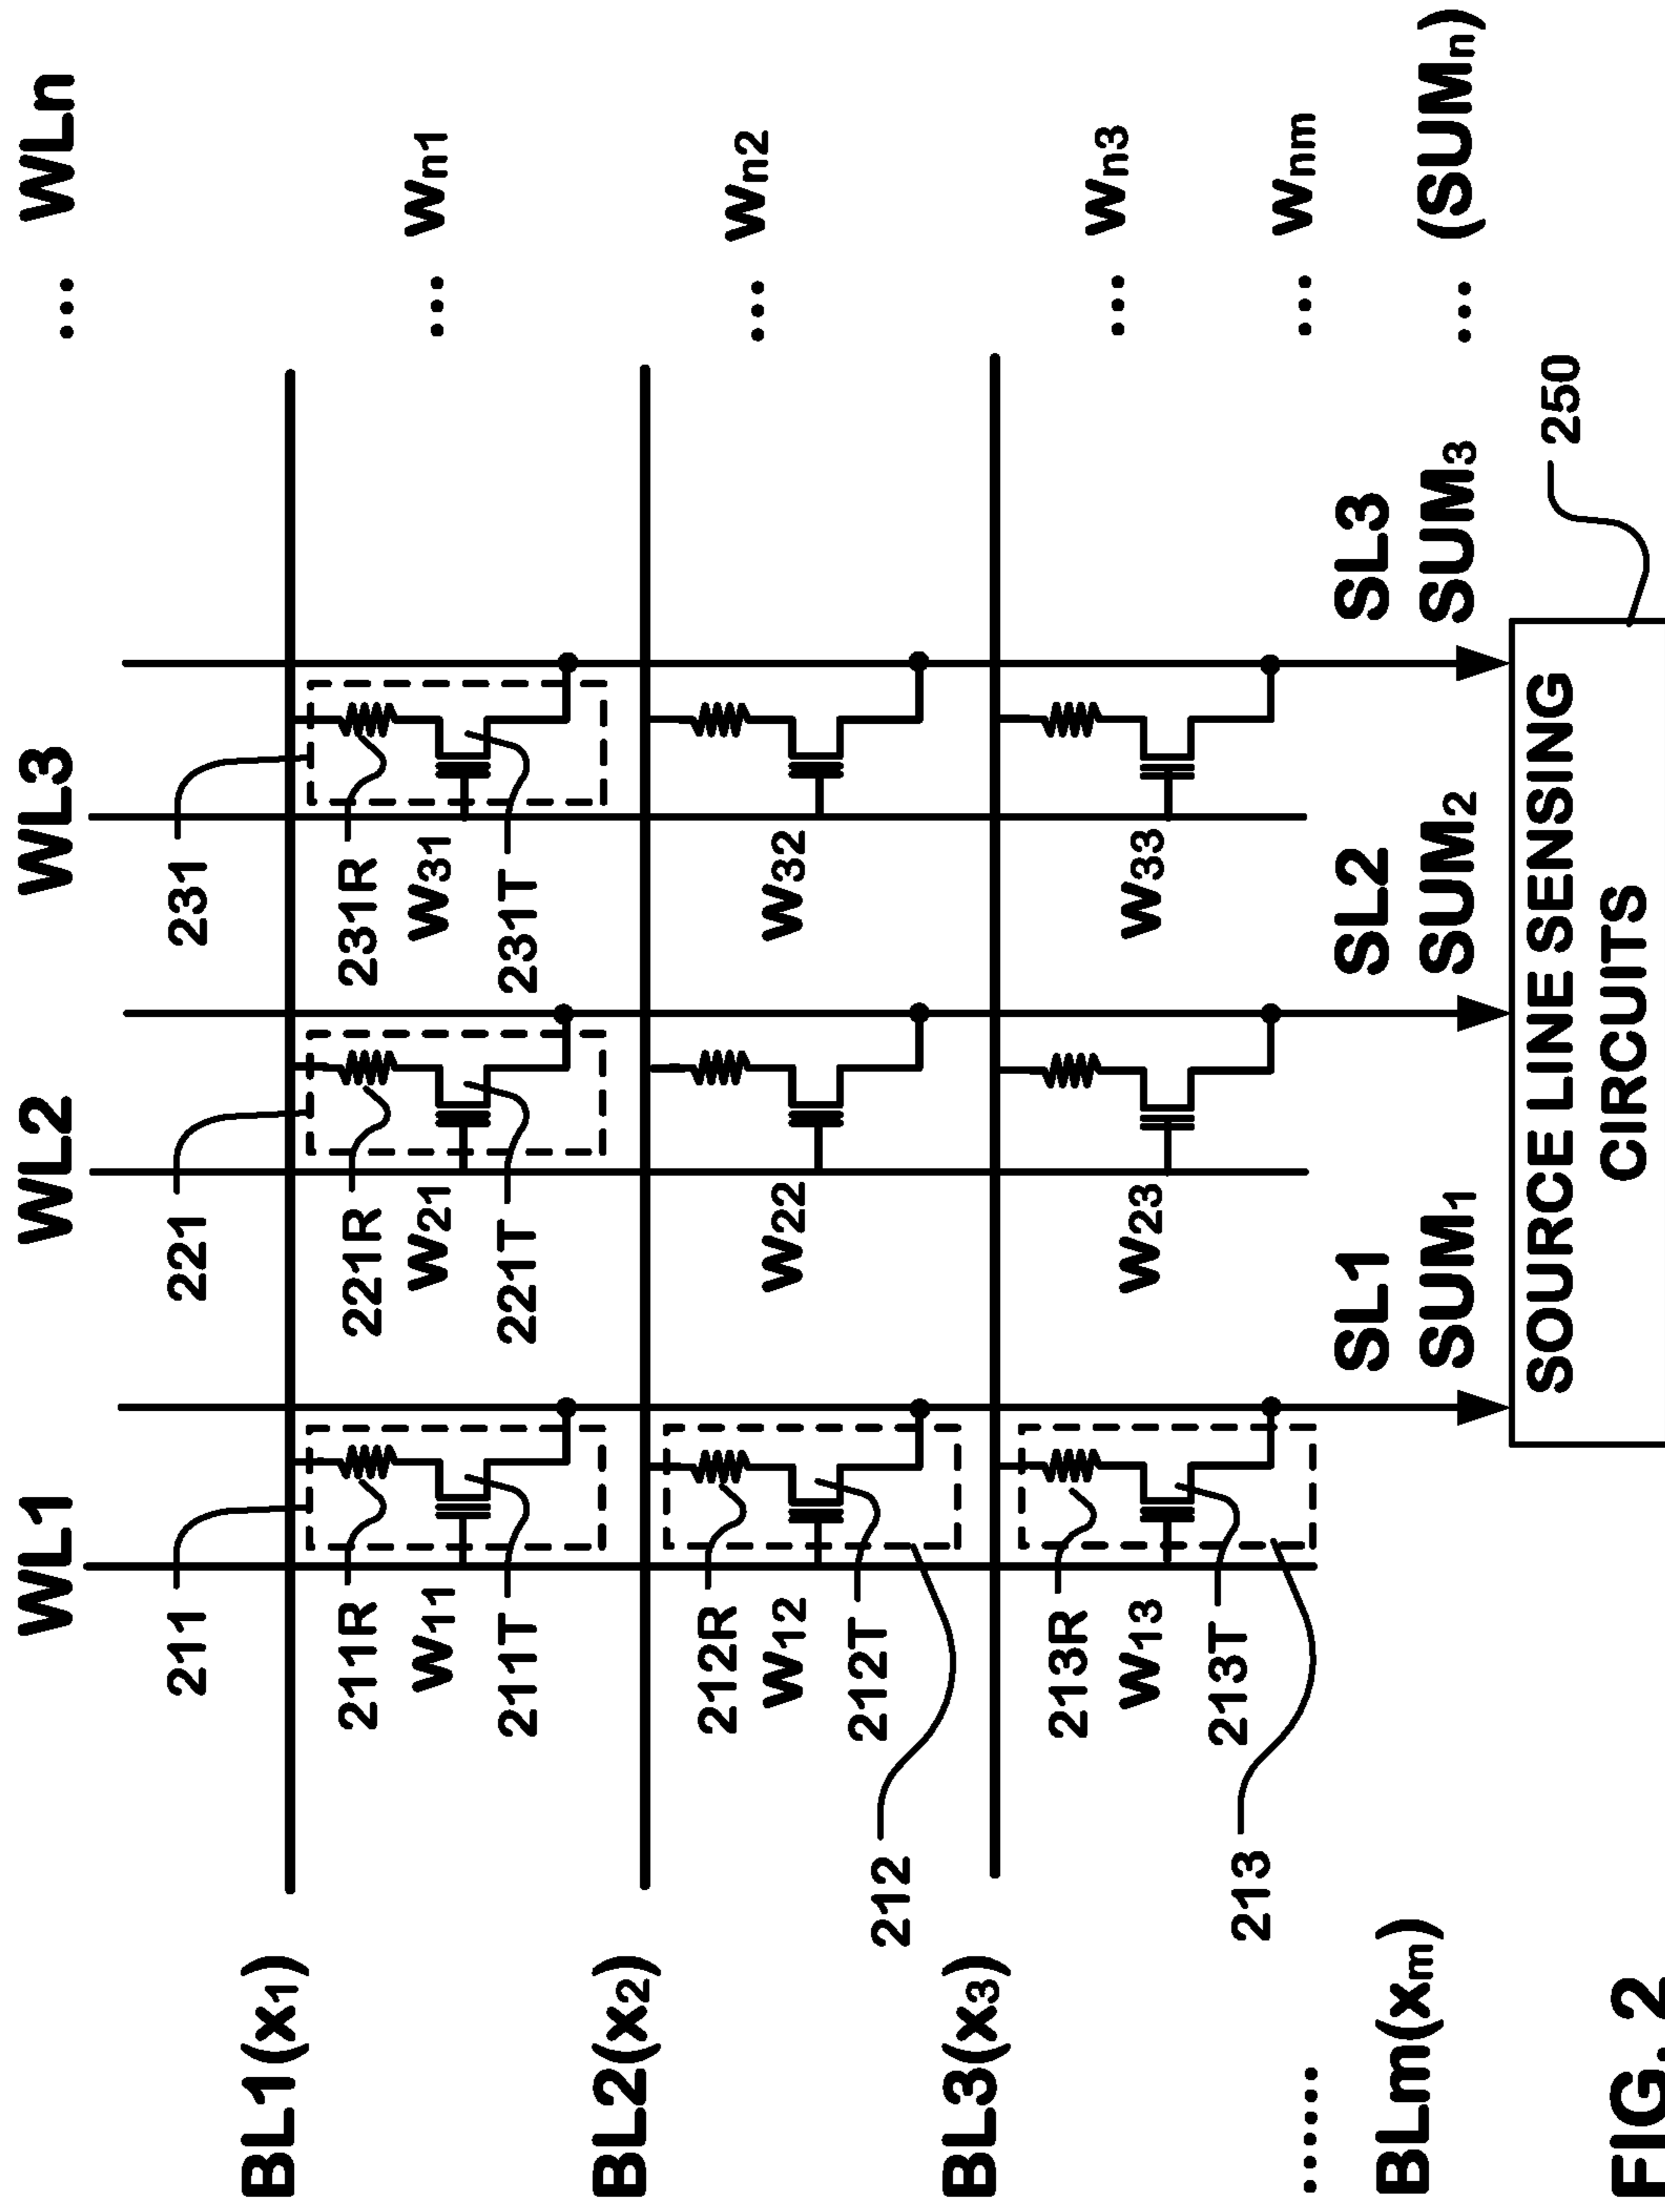 WL1 WL2 WL3 ... WLn
211 221 231
BL1(x1)
211R 221R 231R
W11 W21 W31 ... Wn1
211T 221T 231T
BL2(x2)
212R
W12 W22 W32 ... Wn2
212T
212
BL3(x3)
213R
W13 W23 W33 ... Wn3
213T
213
...... ... Wnm
SL1 SL2 SL3
BLm(xm) SUM1 SUM2 SUM3 ... (SUMn)
250
SOURCE LINE SENSING
CIRCUITS
FIG. 2